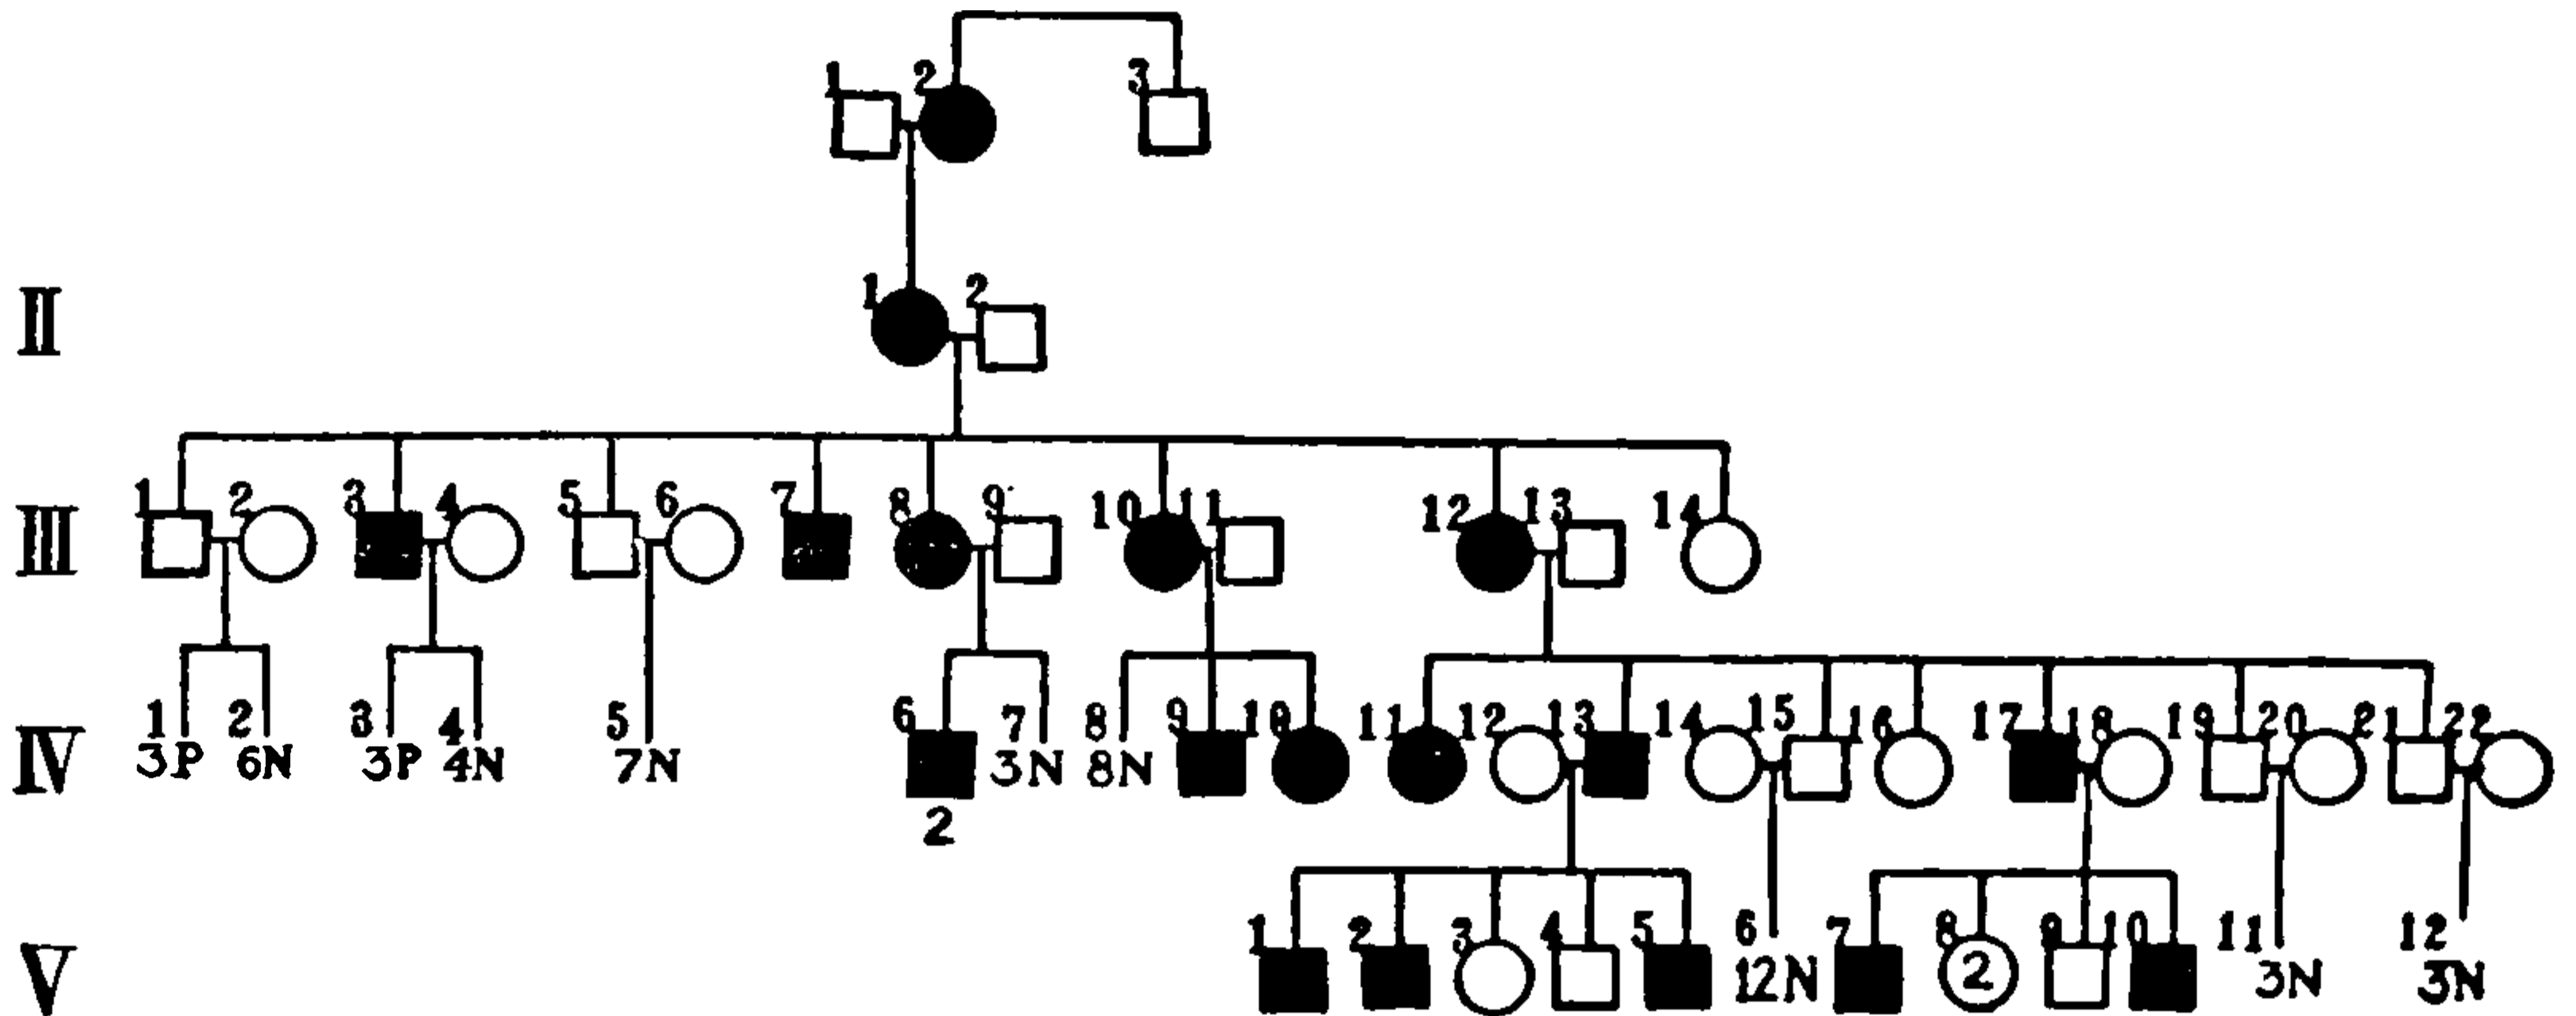 1 2 3
II
1 2
III
1 2 3 4 5 6 7 8 9 10 11 12 13 14
IV
1 2 3 4 5 6 7 8 9 10 11 12 13 14 15 16 17 18 19 20 21 22
3P 6N 3P 4N 7N 3N 8N
2
V
1 2 3 4 5 6 7 8 9 10 11 12
12N 2 3N 3N